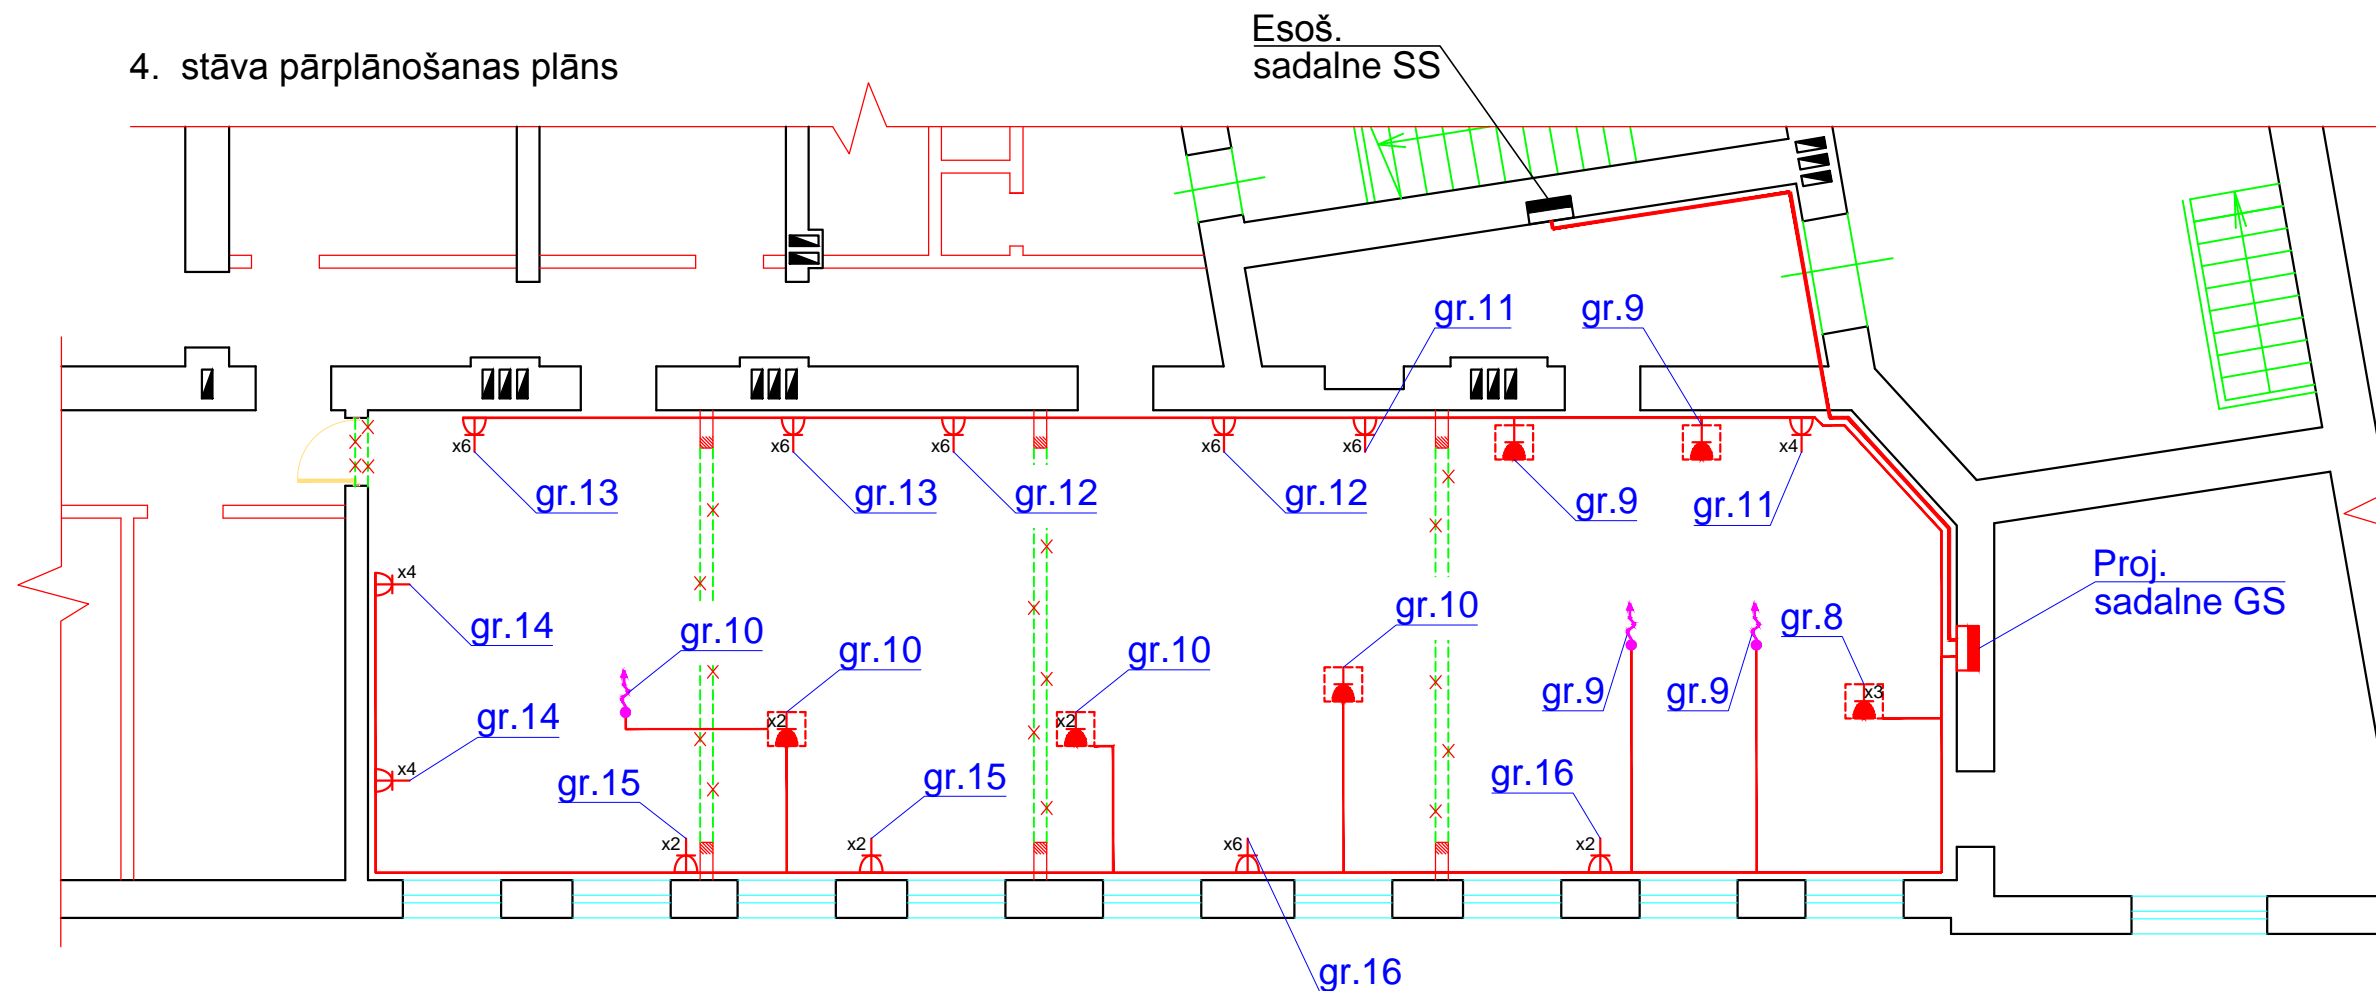 Esoš.
sadalne SS
4. stāva pārplānošanas plāns
gr.11
gr.9
x6
x6
x6
x6
x6
x4
gr.13
gr.13
gr.12
gr.12
gr.9
gr.11
Proj.
sadalne GS
x4
gr.14
gr.10
gr.10
gr.10
gr.10
gr.8
gr.9
gr.9
x3
x2
x2
gr.14
x4
gr.15
gr.15
gr.16
x2
x2
x6
x2
gr.16